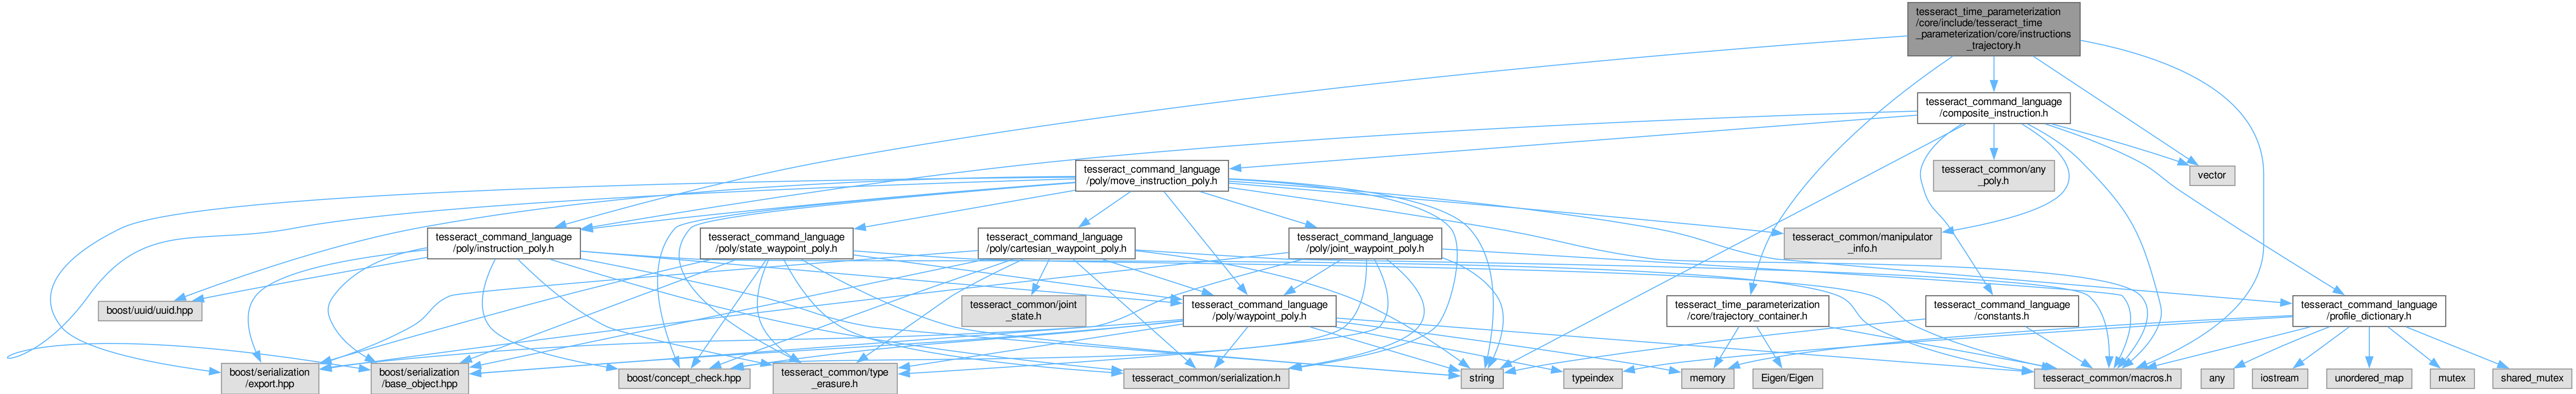 tesseract_time_parameterization
/core/include/tesseract_time
_parameterization/core/instructions
_trajectory.h
tesseract_command_language
/composite_instruction.h
tesseract_command_language
/poly/move_instruction_poly.h
tesseract_common/any
_poly.h
vector
tesseract_command_language
/poly/instruction_poly.h
tesseract_command_language
/poly/state_waypoint_poly.h
tesseract_command_language
/poly/cartesian_waypoint_poly.h
tesseract_command_language
/poly/joint_waypoint_poly.h
tesseract_common/manipulator
_info.h
boost/uuid/uuid.hpp
tesseract_common/joint
_state.h
tesseract_command_language
/poly/waypoint_poly.h
tesseract_time_parameterization
/core/trajectory_container.h
tesseract_command_language
/constants.h
tesseract_command_language
/profile_dictionary.h
boost/serialization
/export.hpp
boost/serialization
/base_object.hpp
boost/concept_check.hpp
tesseract_common/type
_erasure.h
tesseract_common/serialization.h
string
typeindex
memory
Eigen/Eigen
tesseract_common/macros.h
any
iostream
unordered_map
mutex
shared_mutex